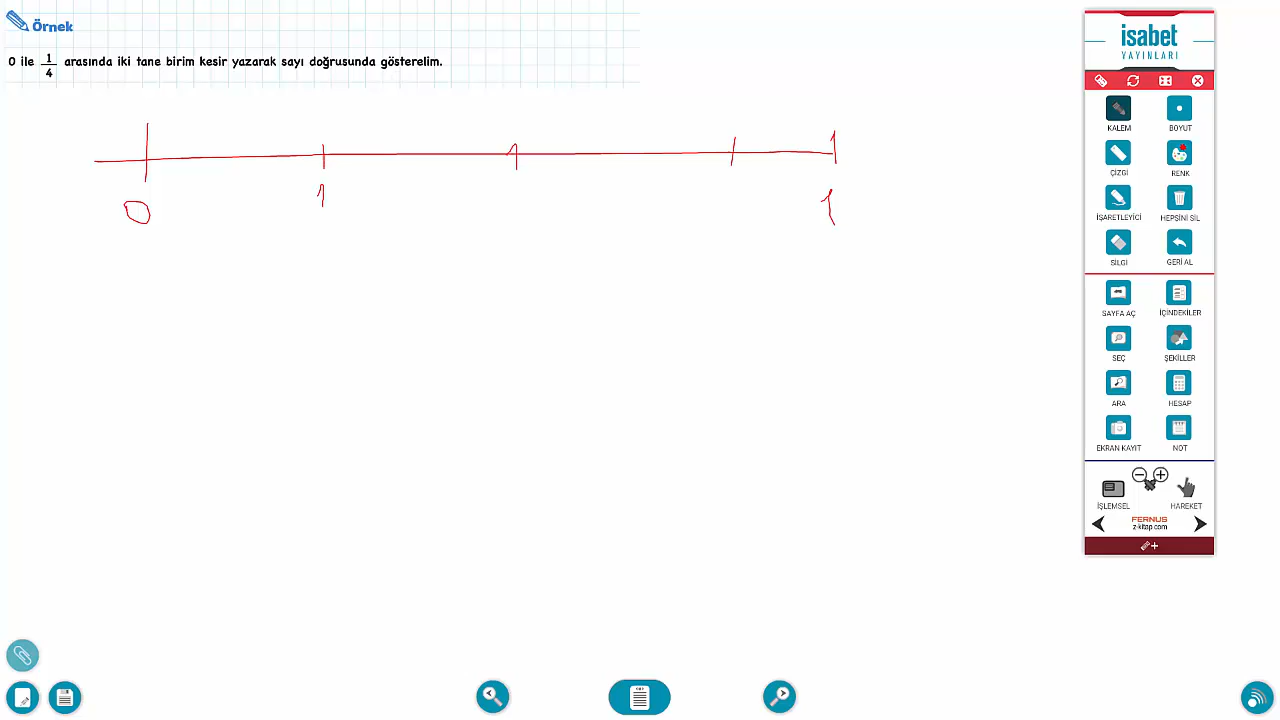 Örnek
0 ile 1/4 arasında iki tane birim kesir yazarak sayı doğrusunda gösterelim.
0 1 1
isabet
YAYINLARI
KALEM BOYUT
ÇİZGİ RENK
İŞARETLEYİCİ HEPSİNİ SİL
SİLGİ GERİ AL
SAYFA AÇ İÇİNDEKİLER
SEÇ ŞEKİLLER
ARA HESAP
EKRAN KAYIT NOT
İŞLEMSEL HAREKET
FERNUS
z-kitap.com